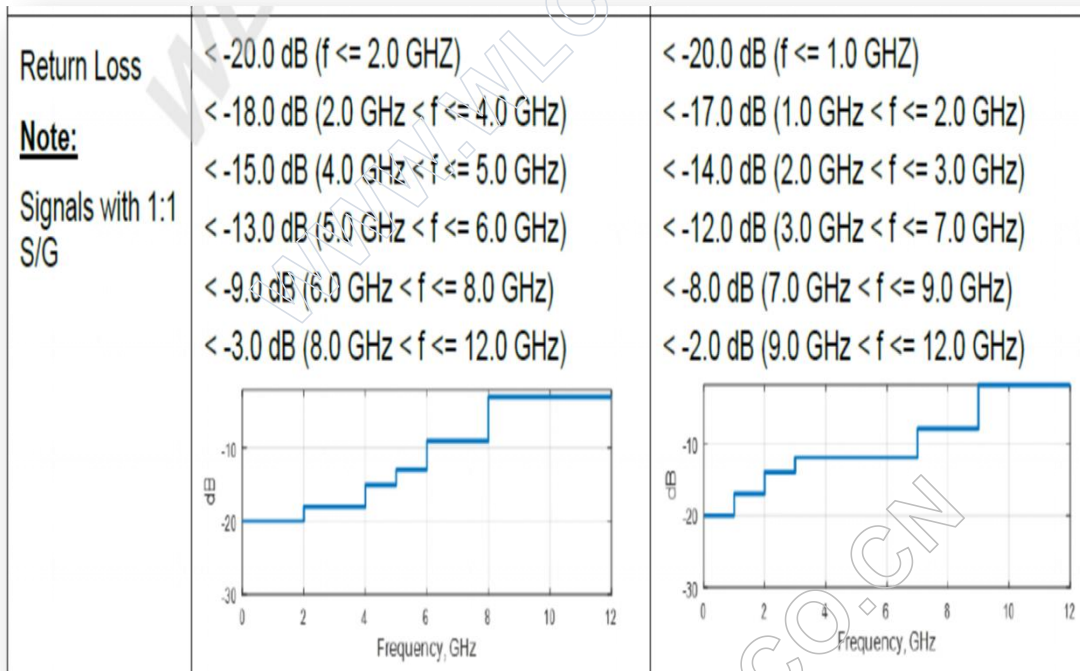 Return Loss
Note:
Signals with 1:1
S/G
< -20.0 dB (f <= 2.0 GHZ)
< -18.0 dB (2.0 GHz < f <= 4.0 GHz)
< -15.0 dB (4.0 GHz < f <= 5.0 GHz)
< -13.0 dB (5.0 GHz < f <= 6.0 GHz)
< -9.0 dB (6.0 GHz < f <= 8.0 GHz)
< -3.0 dB (8.0 GHz < f <= 12.0 GHz)
-10
dB
-20
-30
0 2 4 6 8 10 12
Frequency, GHz
< -20.0 dB (f <= 1.0 GHZ)
< -17.0 dB (1.0 GHz < f <= 2.0 GHz)
< -14.0 dB (2.0 GHz < f <= 3.0 GHz)
< -12.0 dB (3.0 GHz < f <= 7.0 GHz)
< -8.0 dB (7.0 GHz < f <= 9.0 GHz)
< -2.0 dB (9.0 GHz < f <= 12.0 GHz)
-10
dB
-20
-30
0 2 4 6 8 10 12
Frequency, GHz
WWW.WLO
CO.CN